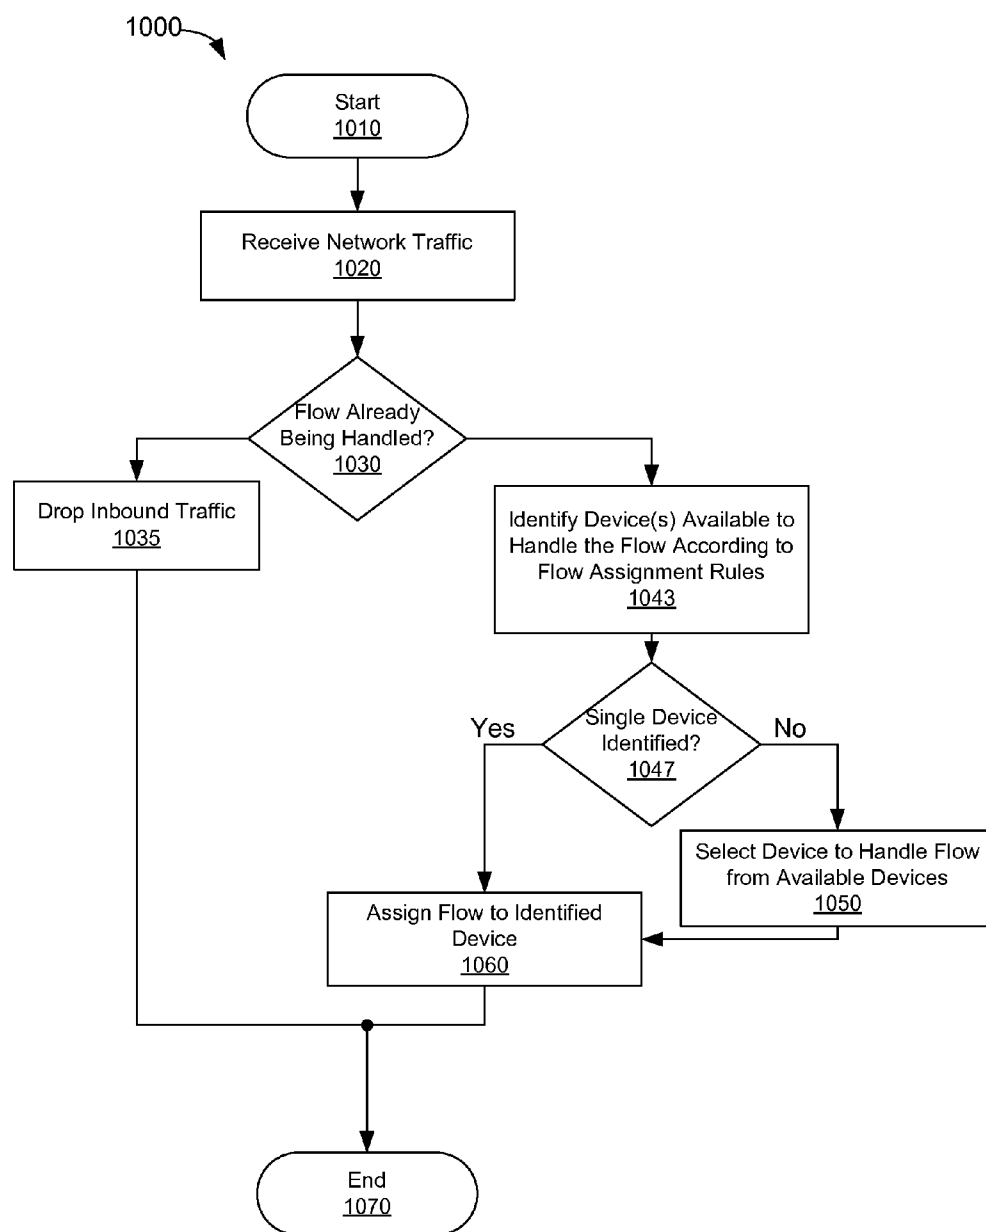 1000
Start
1010
Receive Network Traffic
1020
Flow Already
Being Handled?
1030
Drop Inbound Traffic
1035
Identify Device(s) Available to
Handle the Flow According to
Flow Assignment Rules
1043
Single Device
Identified?
1047
Yes
No
Select Device to Handle Flow
from Available Devices
1050
Assign Flow to Identified
Device
1060
End
1070